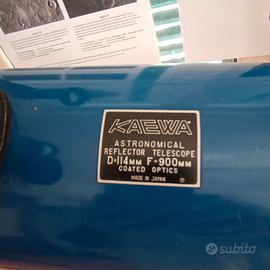 KAEWA
ASTRONOMICAL
REFLECTOR TELESCOPE
D=114MM F=900MM
COATED OPTICS
MADE IN JAPAN
subito